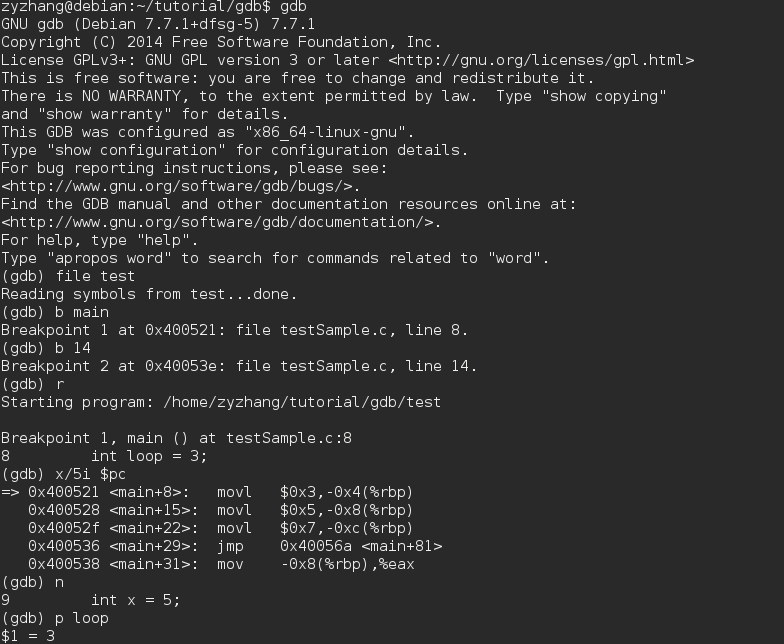 zyzhang@debian:~/tutorial/gdb$ gdb
GNU gdb (Debian 7.7.1+dfsg-5) 7.7.1
Copyright (C) 2014 Free Software Foundation, Inc.
License GPLv3+: GNU GPL version 3 or later <http://gnu.org/licenses/gpl.html>
This is free software: you are free to change and redistribute it.
There is NO WARRANTY, to the extent permitted by law.  Type "show copying"
and "show warranty" for details.
This GDB was configured as "x86_64-linux-gnu".
Type "show configuration" for configuration details.
For bug reporting instructions, please see:
<http://www.gnu.org/software/gdb/bugs/>.
Find the GDB manual and other documentation resources online at:
<http://www.gnu.org/software/gdb/documentation/>.
For help, type "help".
Type "apropos word" to search for commands related to "word".
(gdb) file test
Reading symbols from test...done.
(gdb) b main
Breakpoint 1 at 0x400521: file testSample.c, line 8.
(gdb) b 14
Breakpoint 2 at 0x40053e: file testSample.c, line 14.
(gdb) r
Starting program: /home/zyzhang/tutorial/gdb/test

Breakpoint 1, main () at testSample.c:8
8         int loop = 3;
(gdb) x/5i $pc
=> 0x400521 <main+8>:   movl   $0x3,-0x4(%rbp)
   0x400528 <main+15>:  movl   $0x5,-0x8(%rbp)
   0x40052f <main+22>:  movl   $0x7,-0xc(%rbp)
   0x400536 <main+29>:  jmp    0x40056a <main+81>
   0x400538 <main+31>:  mov    -0x8(%rbp),%eax
(gdb) n
9         int x = 5;
(gdb) p loop
$1 = 3